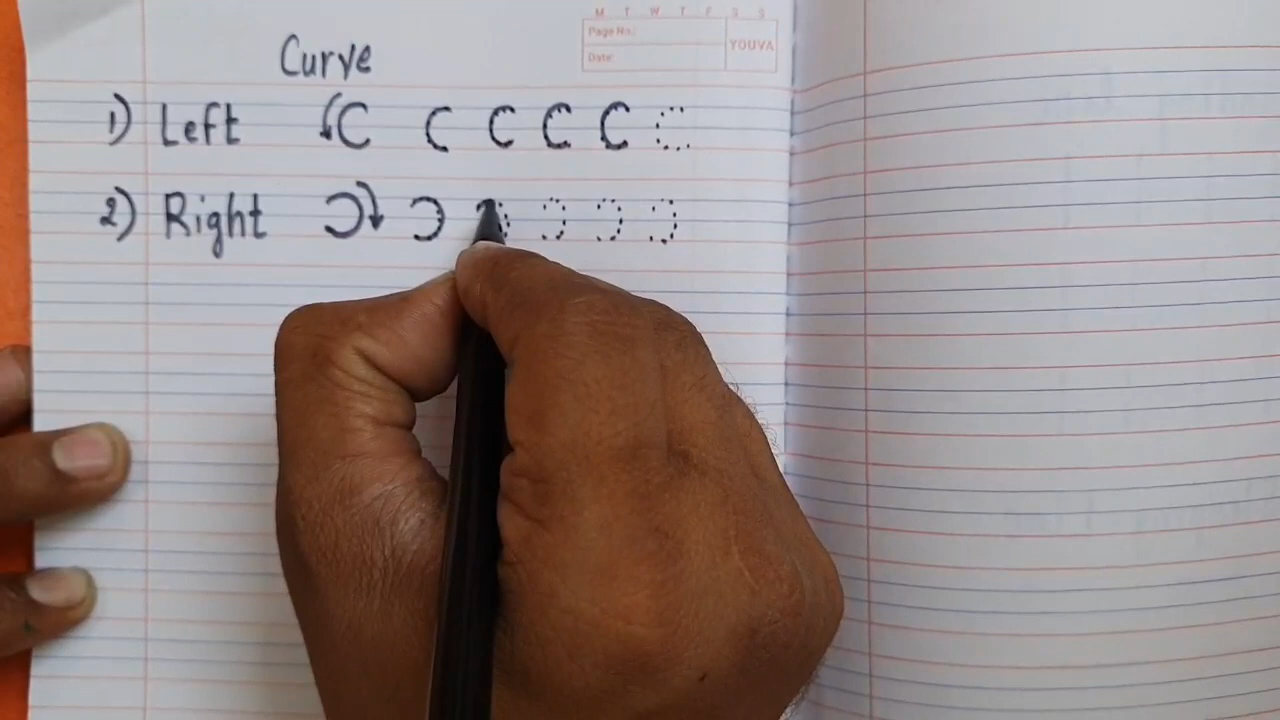 M T W T F S S
Page No.:
YOUVA
Date:
Curve
1) Left C C C C C C
2) Right